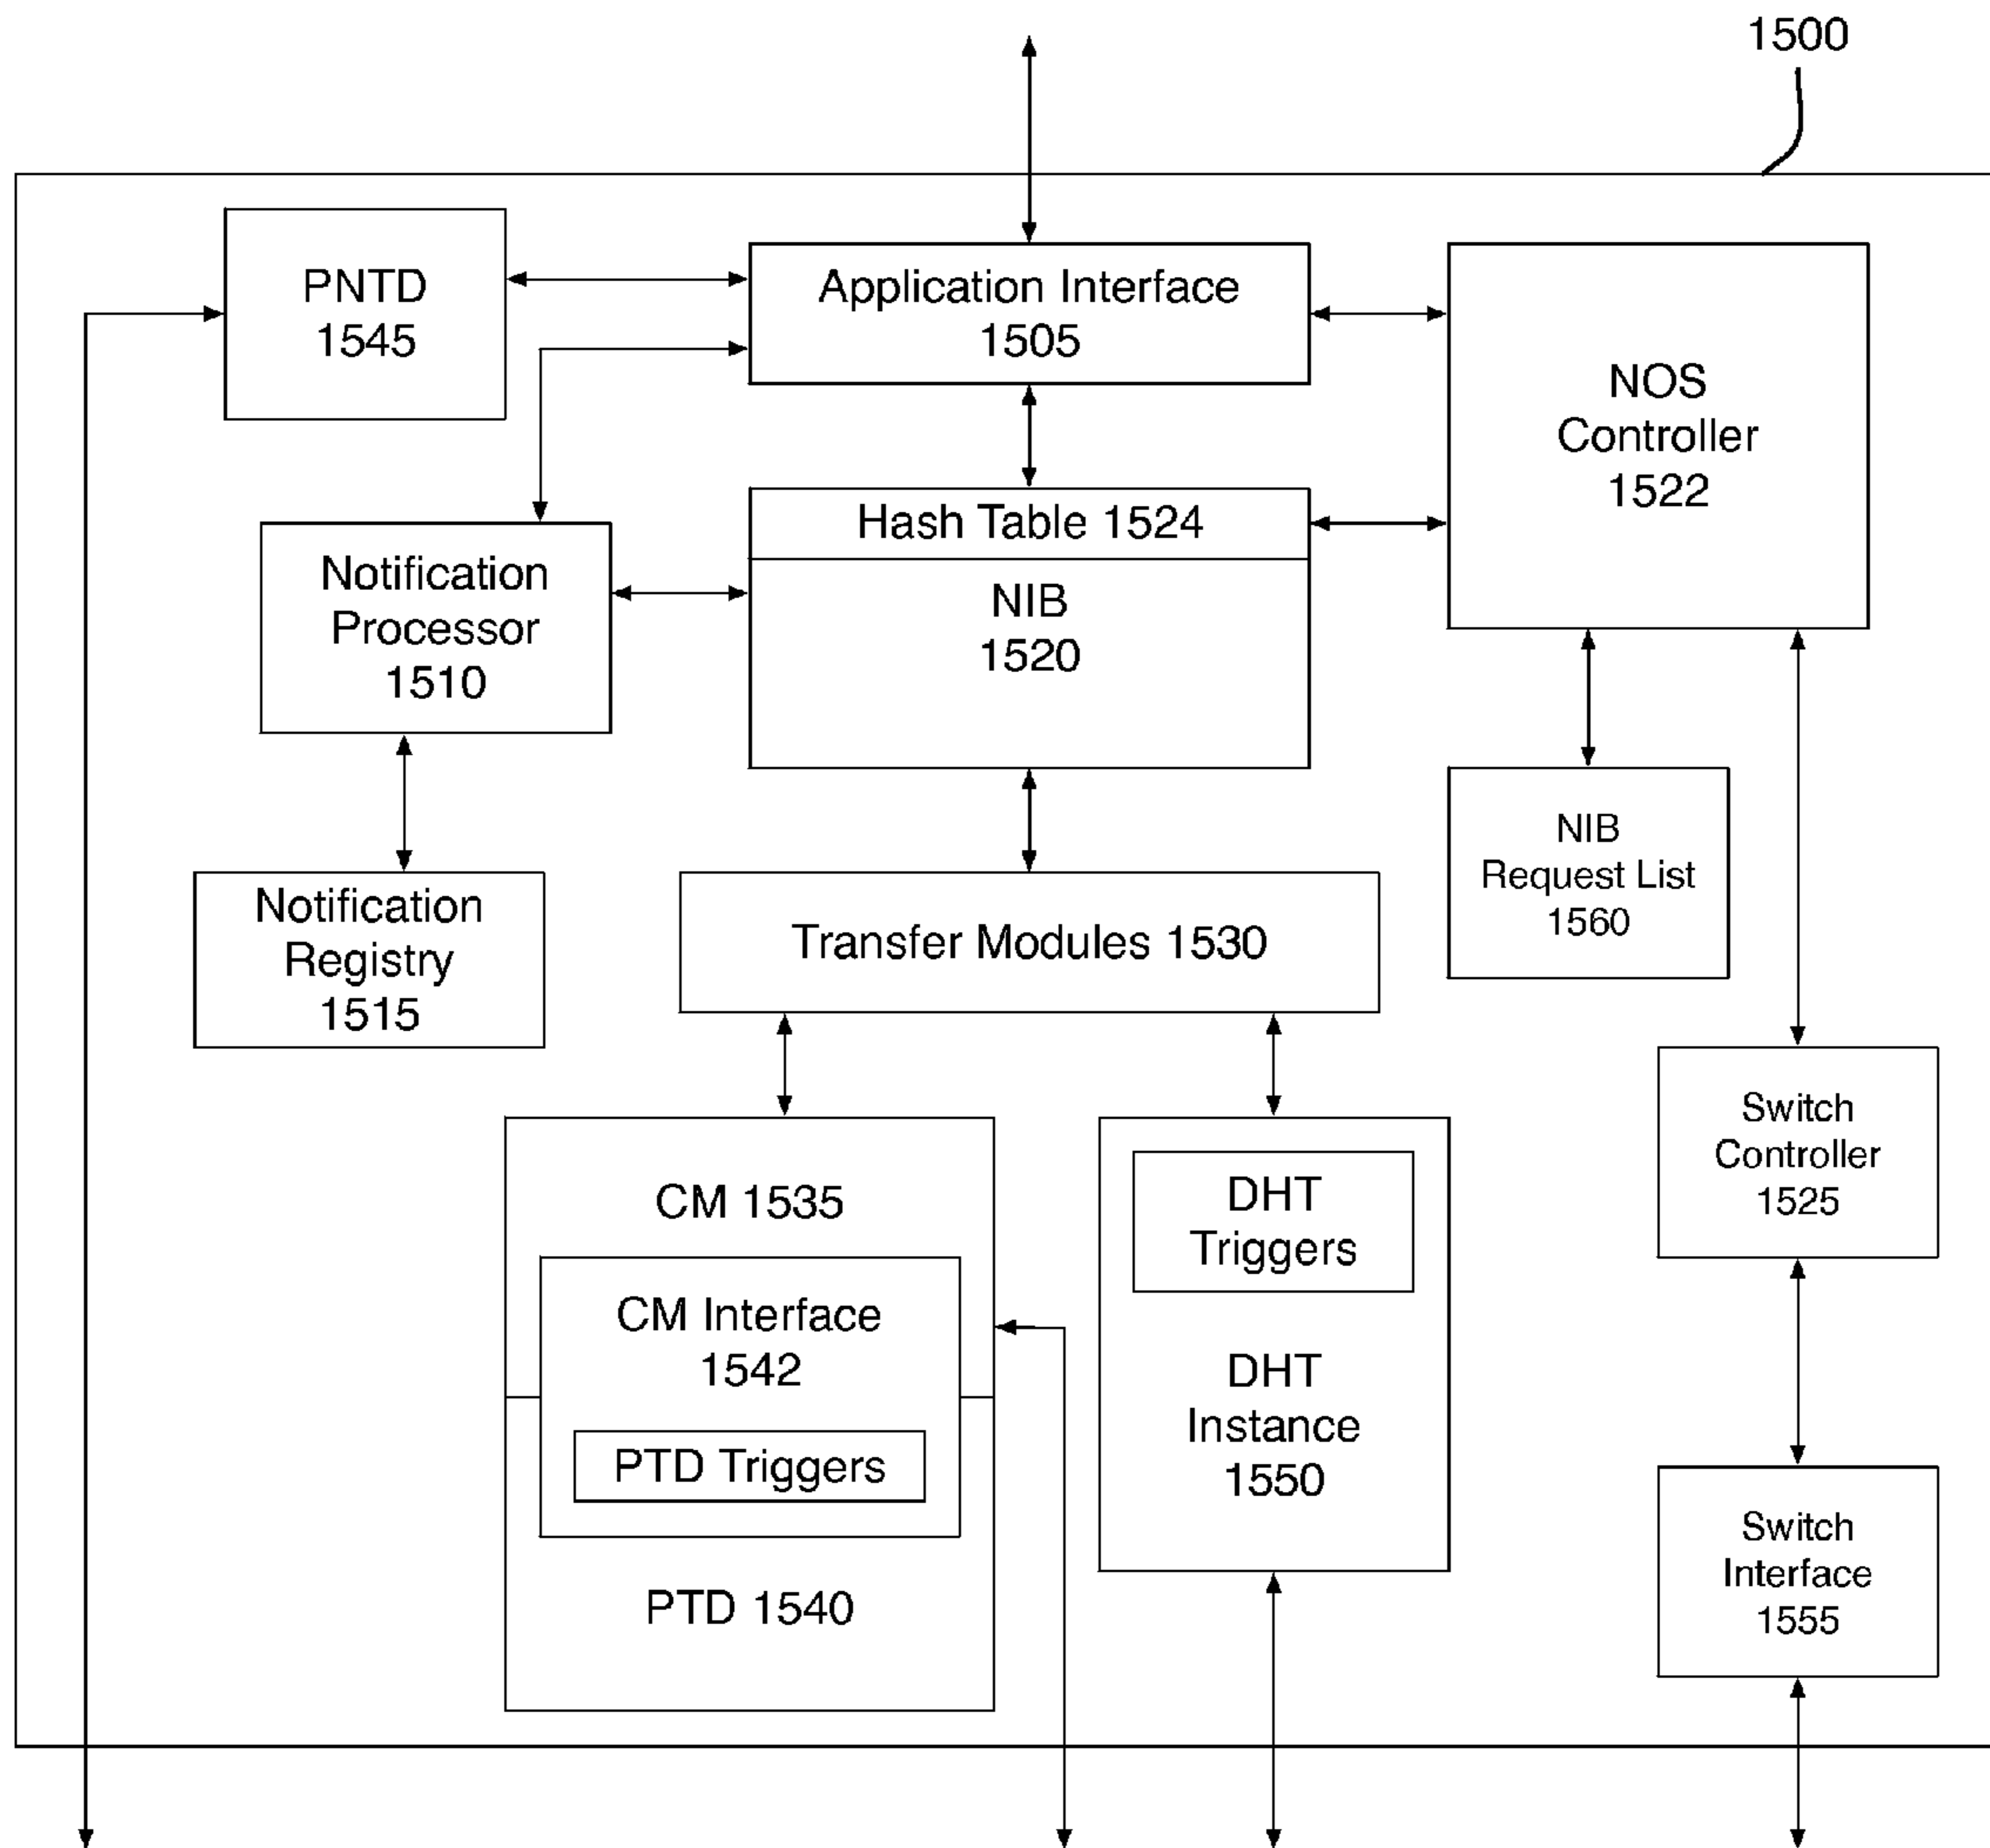 1500
PNTD
1545
Application Interface
1505
NOS
Controller
1522
Hash Table 1524
NIB
1520
Notification
Processor
1510
Notification
Registry
1515
Transfer Modules 1530
NIB
Request List
1560
CM 1535
CM Interface
1542
PTD Triggers
PTD 1540
DHT
Triggers
DHT
Instance
1550
Switch
Controller
1525
Switch
Interface
1555